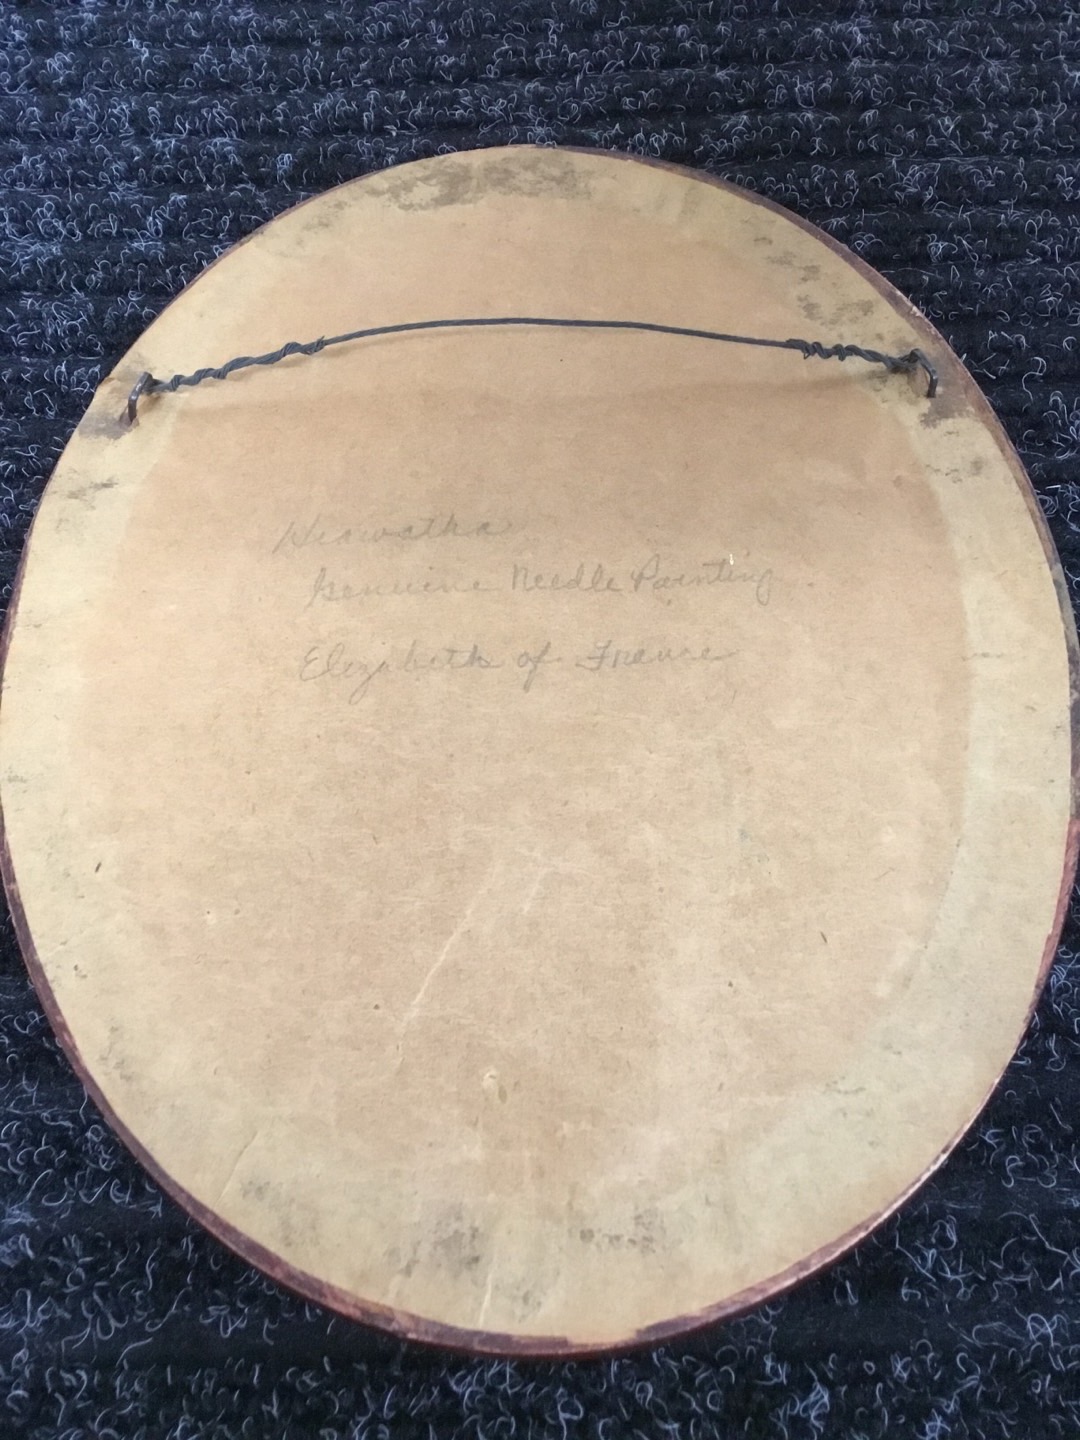 Hiawatha
Genuine Needle Painting
Elizabeth of France